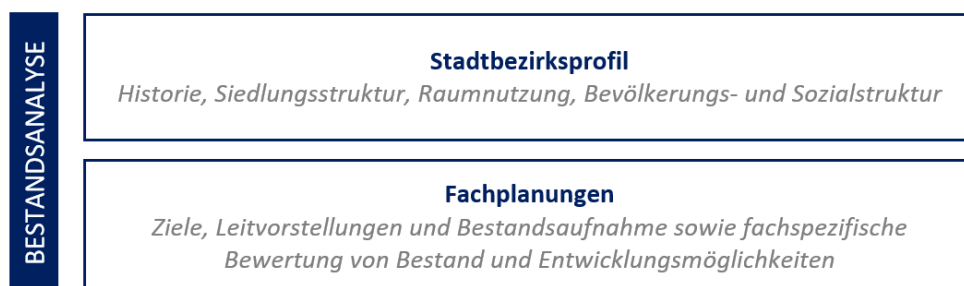 BESTANDSANALYSE
Stadtbezirksprofil
Historie, Siedlungsstruktur, Raumnutzung, Bevölkerungs- und Sozialstruktur
Fachplanungen
Ziele, Leitvorstellungen und Bestandsaufnahme sowie fachspezifische
Bewertung von Bestand und Entwicklungsmöglichkeiten